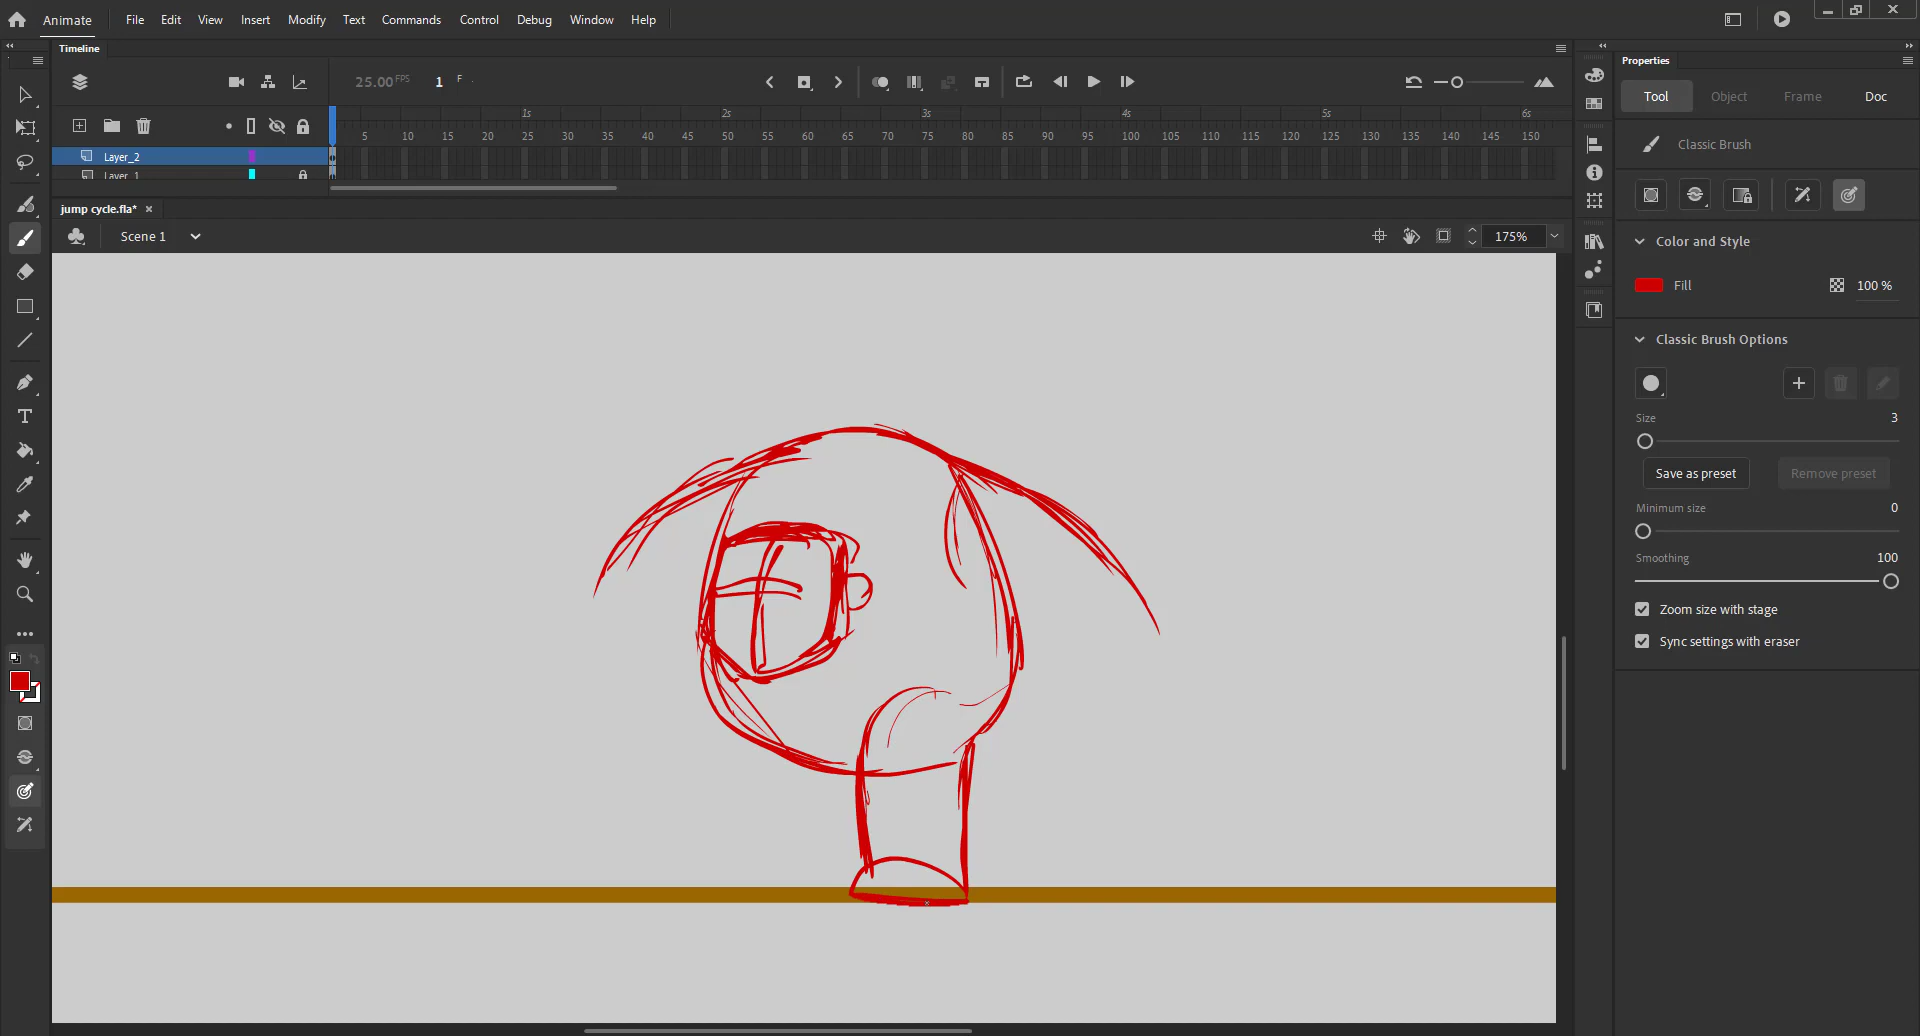 Animate File Edit View Insert Modify Text Commands Control Debug Window Help
Timeline
25.00 FPS 1 F
1s 2s 3s 4s 5s 6s
5 10 15 20 25 30 35 40 45 50 55 60 65 70 75 80 85 90 95 100 105 110 115 120 125 130 135 140 145 150
Layer_2
Layer_1
jump cycle.fla*
Scene 1
175%
Properties
Tool Object Frame Doc
Classic Brush
Color and Style
Fill 100 %
Classic Brush Options
Size 3
Save as preset Remove preset
Minimum size 0
Smoothing 100
Zoom size with stage
Sync settings with eraser